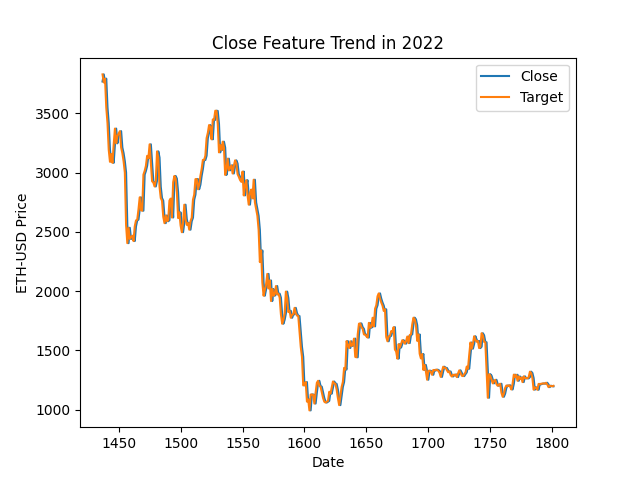 Close Feature Trend in 2022
Close
Target
ETH-USD Price
3500
3000
2500
2000
1500
1000
1450 1500 1550 1600 1650 1700 1750 1800
Date